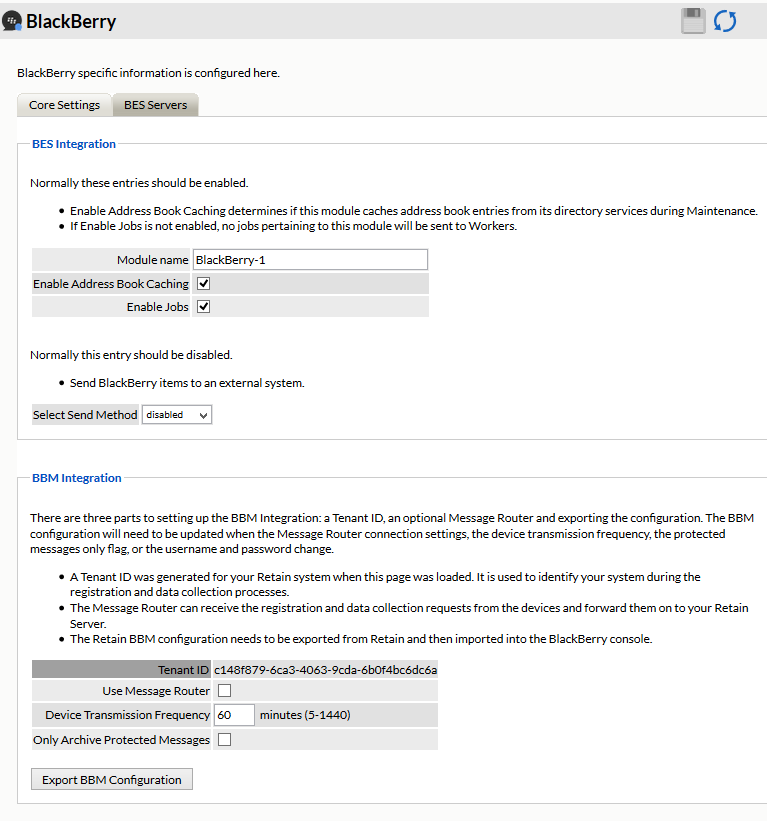 BlackBerry
BlackBerry specific information is configured here.
Core Settings BES Servers
BES Integration
Normally these entries should be enabled.
• Enable Address Book Caching determines if this module caches address book entries from its directory services during Maintenance.
• If Enable Jobs is not enabled, no jobs pertaining to this module will be sent to Workers.
Module name BlackBerry-1
Enable Address Book Caching
Enable Jobs
Normally this entry should be disabled.
• Send BlackBerry items to an external system.
Select Send Method disabled
BBM Integration
There are three parts to setting up the BBM Integration: a Tenant ID, an optional Message Router and exporting the configuration. The BBM
configuration will need to be updated when the Message Router connection settings, the device transmission frequency, the protected
messages only flag, or the username and password change.
• A Tenant ID was generated for your Retain system when this page was loaded. It is used to identify your system during the
registration and data collection processes.
• The Message Router can receive the registration and data collection requests from the devices and forward them on to your Retain
Server.
• The Retain BBM configuration needs to be exported from Retain and then imported into the BlackBerry console.
Tenant ID c148f879-6ca3-4063-9cda-6b0f4bc6dc6a
Use Message Router
Device Transmission Frequency 60 minutes (5-1440)
Only Archive Protected Messages
Export BBM Configuration